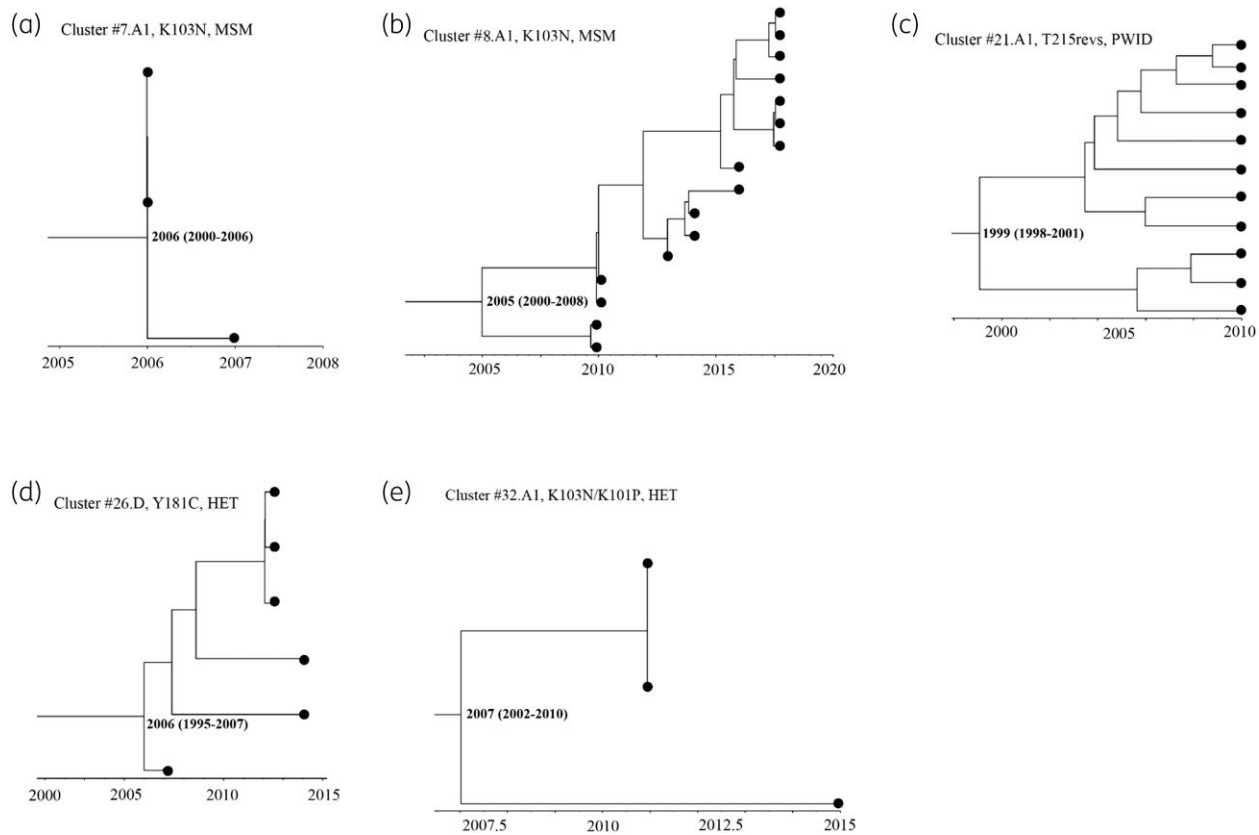 (a)
Cluster #7.A1, K103N, MSM
2006 (2000-2006)
2005 2006 2007 2008
(b)
Cluster #8.A1, K103N, MSM
2005 (2000-2008)
2005 2010 2015 2020
(c)
Cluster #21.A1, T215revs, PWID
1999 (1998-2001)
2000 2005 2010
(d)
Cluster #26.D, Y181C, HET
2006 (1995-2007)
2000 2005 2010 2015
(e)
Cluster #32.A1, K103N/K101P, HET
2007 (2002-2010)
2007.5 2010 2012.5 2015